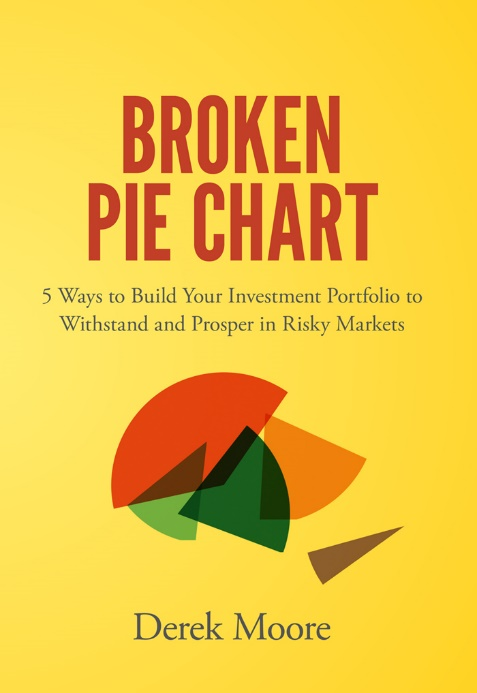 BROKEN
PIE CHART
5 Ways to Build Your Investment Portfolio to
Withstand and Prosper in Risky Markets
Derek Moore